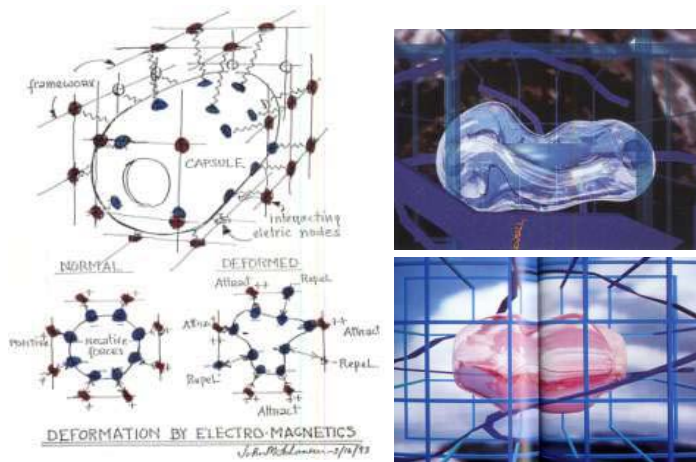 framework
CAPSULE
intersecting
eletric nodes
NORMAL
DEFORMED
Attract ++
Repel
Positive
Negative
FORCES
Attract
++
++
Attract
Repel
Repel
Attract
DEFORMATION BY ELECTRO-MAGNETICS